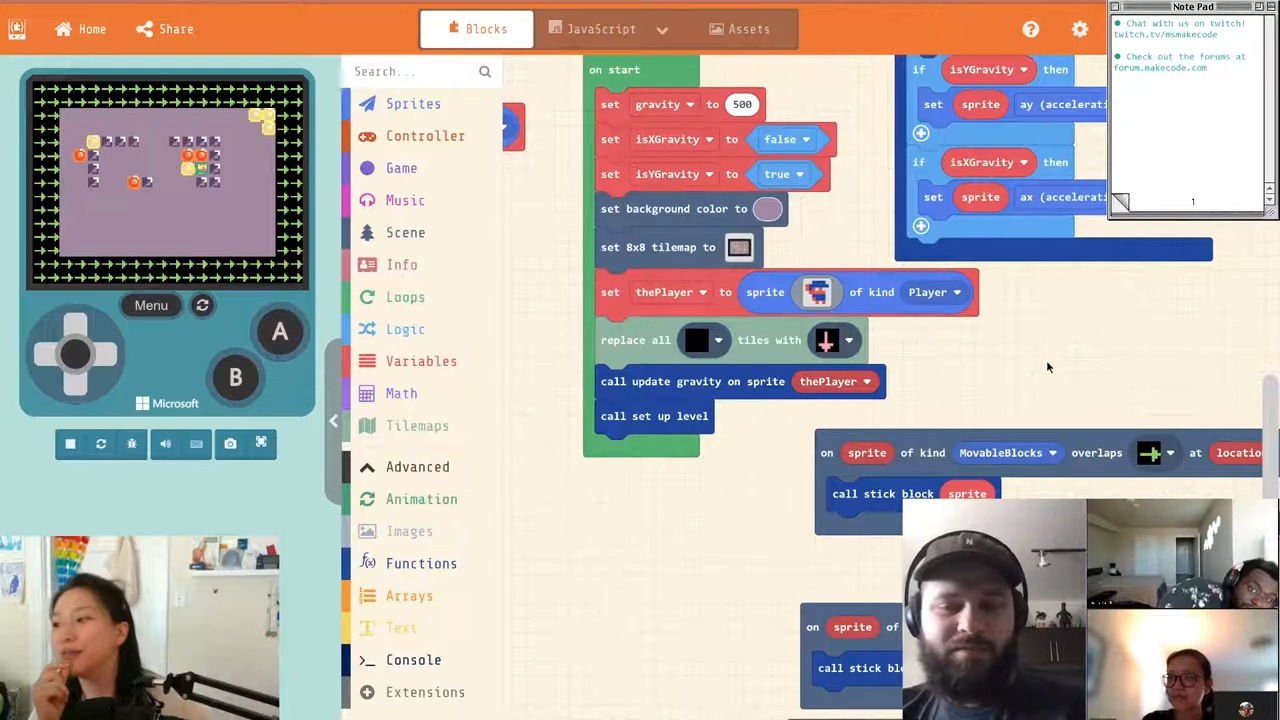 Home
Share
Blocks
JavaScript
Assets
Note Pad
Chat with us on twitch!
twitch.tv/msmakecode
Check out the forums at
forum.makecode.com
1
Menu
A
B
Microsoft
Search...
Sprites
Controller
Game
Music
Scene
Info
Loops
Logic
Variables
Math
Tilemaps
Advanced
Animation
Images
Functions
Arrays
Text
Console
Extensions
on start
set gravity to 500
set isXGravity to false
set isYGravity to true
set background color to
set 8x8 tilemap to
set thePlayer to sprite of kind Player
replace all tiles with
call update gravity on sprite thePlayer
call set up level
if isYGravity then
set sprite ay (accelerati
if isXGravity then
set sprite ax (accelerati
on sprite of kind MovableBlocks overlaps at locatio
call stick block sprite
on sprite of
call stick blo
N